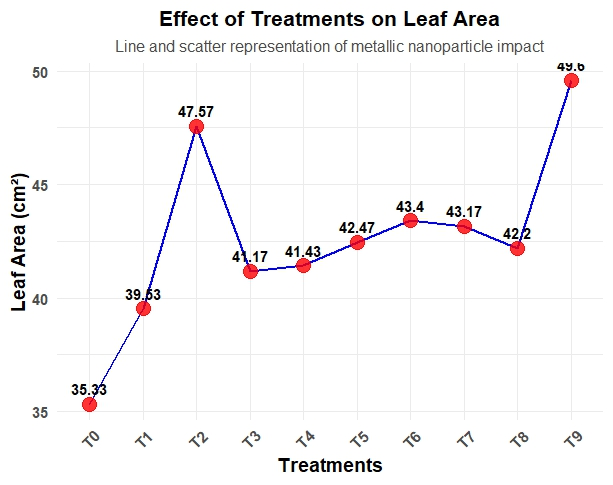 Effect of Treatments on Leaf Area
Line and scatter representation of metallic nanoparticle impact
Leaf Area (cm²)
50
45
40
35
35.33
39.53
47.57
41.17
41.43
42.47
43.4
43.17
42.2
49.6
T0
T1
T2
T3
T4
T5
T6
T7
T8
T9
Treatments